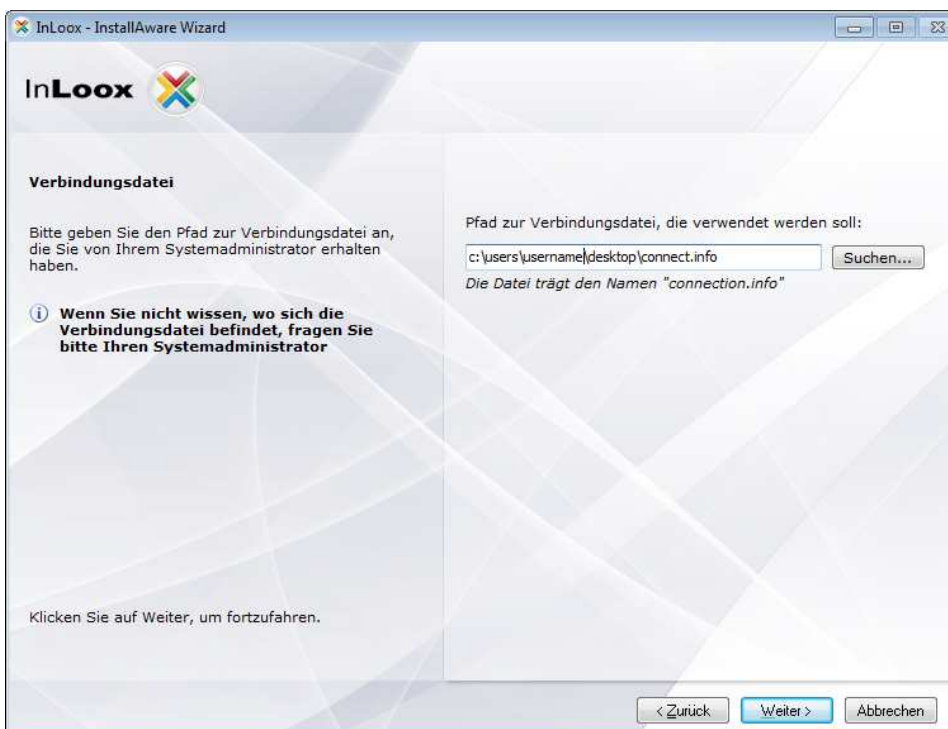 InLoox - InstallAware Wizard
InLoox
Verbindungsdatei
Bitte geben Sie den Pfad zur Verbindungsdatei an,
die Sie von Ihrem Systemadministrator erhalten
haben.
Wenn Sie nicht wissen, wo sich die
Verbindungsdatei befindet, fragen Sie
bitte Ihren Systemadministrator
Pfad zur Verbindungsdatei, die verwendet werden soll:
c:\users\username\desktop\connect.info
Suchen...
Die Datei trägt den Namen "connection.info"
Klicken Sie auf Weiter, um fortzufahren.
< Zurück
Weiter >
Abbrechen